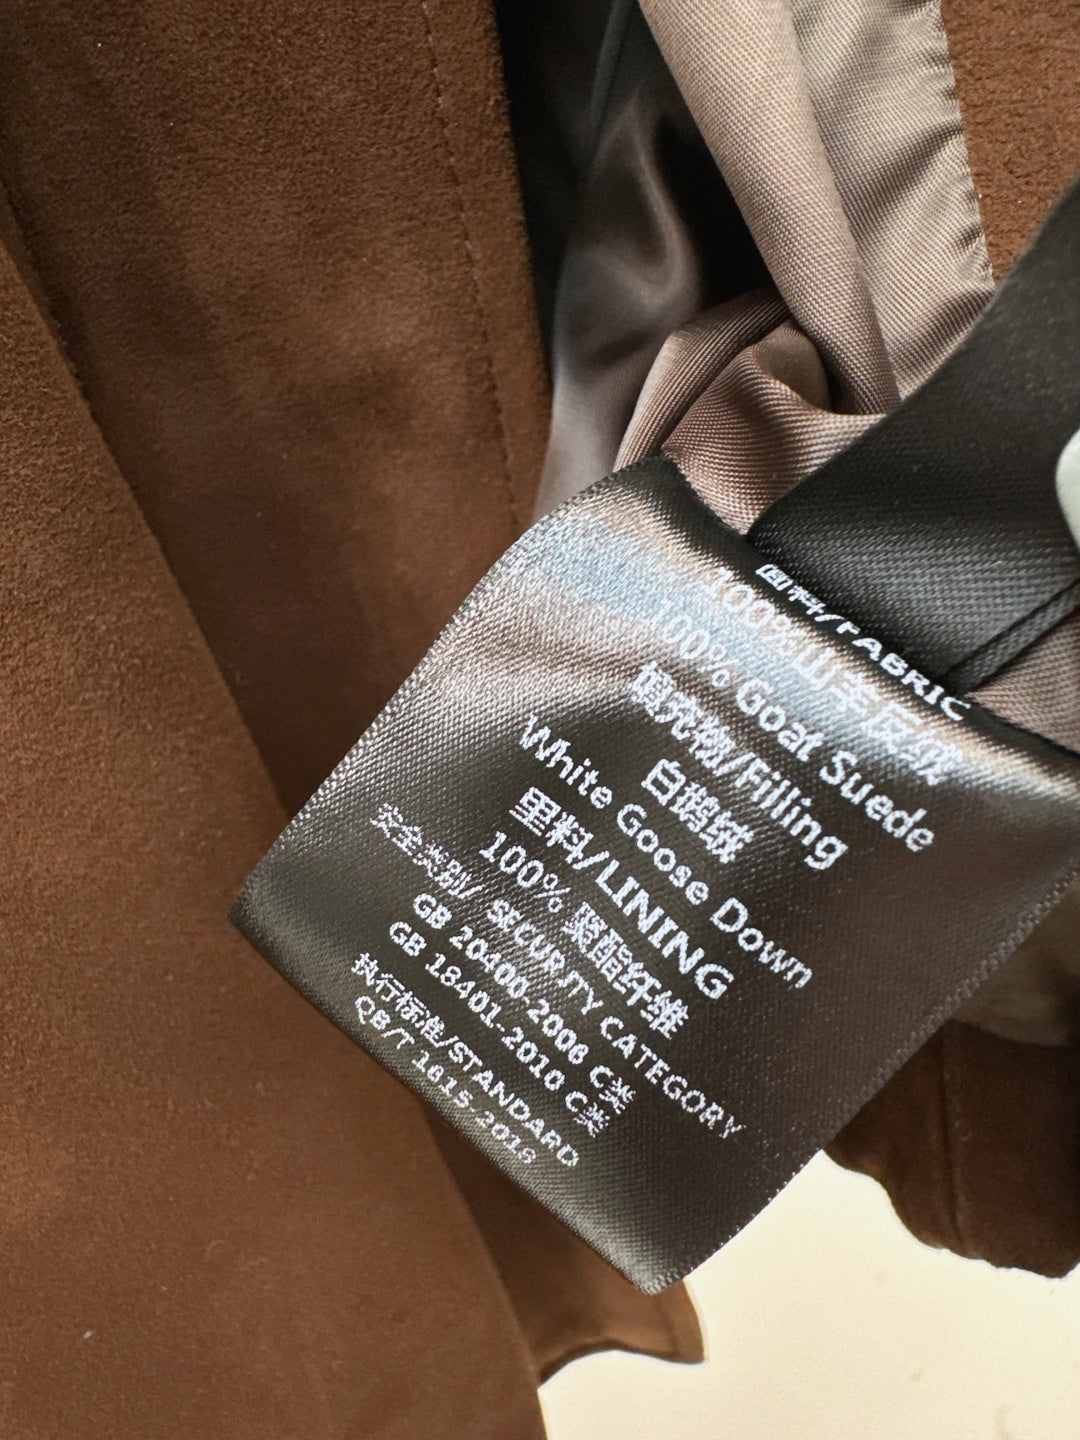 面料/FABRIC
100%山羊反绒
100% Goat Suede
填充物/Filling
白鹅绒
White Goose Down
里料/LINING
100% 聚酯纤维
安全类别/ SECURITY CATEGORY
GB 20400-2006 C类
GB 18401-2010 C类
执行标准/STANDARD
QB/T 1615-2018